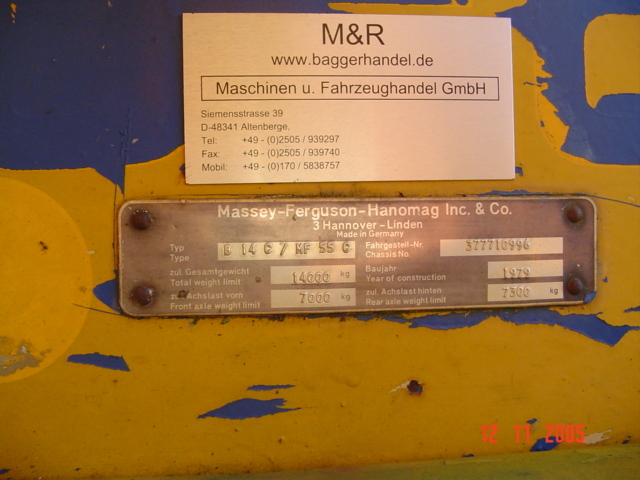 M&R
www.baggerhandel.de
Maschinen u. Fahrzeughandel GmbH
Siemensstrasse 39
D-48341 Altenberge,
Tel: +49 - (0)2505 / 939297
Fax: +49 - (0)2505 / 939740
Mobil: +49 - (0)170 / 5838757
Massey-Ferguson-Hanomag Inc. & Co.
3 Hannover-Linden
Made in Germany
Typ
Type B 14 C / MF 55 C
Fahrgestell-Nr.
Chassis No. 377710996
zul. Gesamtgewicht
Total weight limit 14000 kg
Baujahr
Year of construction 1979
zul. Achslast vorn
Front axle weight limit 7000 kg
zul. Achslast hinten
Rear axle weight limit 7300 kg
12 11 2005